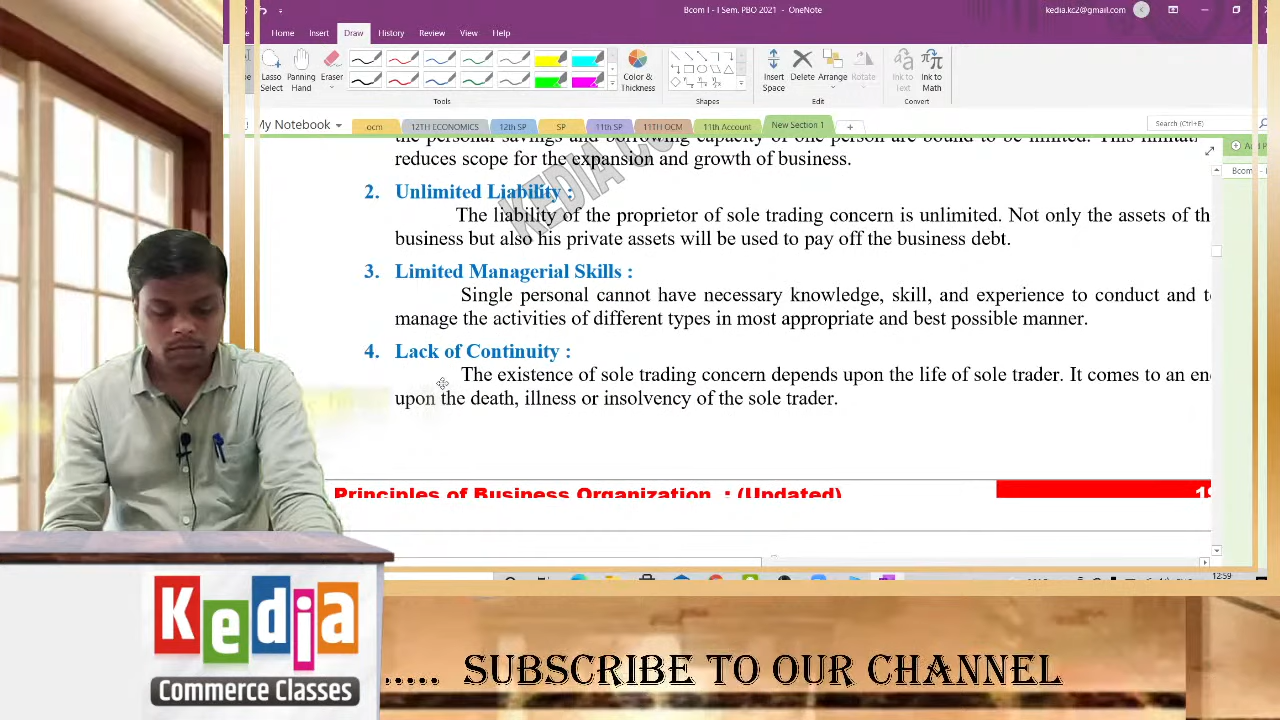 Bcom I - I Sem. PBO 2021 - OneNote
kedia.kc2@gmail.com
Home Insert Draw History Review View Help
Lasso Select
Panning Hand
Eraser
Color & Thickness
Insert Space
Delete
Arrange
Rotate
Ink to Text
Ink to Math
Tools
Shapes
Edit
Convert
My Notebook
ocm
12TH ECONOMICS
12th SP
SP
11th SP
11TH OCM
11th Account
New Section 1
Search (Ctrl+E)
reduces scope for the expansion and growth of business.
2. Unlimited Liability :
The liability of the proprietor of sole trading concern is unlimited. Not only the assets of th
business but also his private assets will be used to pay off the business debt.
3. Limited Managerial Skills :
Single personal cannot have necessary knowledge, skill, and experience to conduct and t
manage the activities of different types in most appropriate and best possible manner.
4. Lack of Continuity :
The existence of sole trading concern depends upon the life of sole trader. It comes to an en
upon the death, illness or insolvency of the sole trader.
Principles of Business Organization : (Updated)
12:59
Kedia
Commerce Classes
..... SUBSCRIBE TO OUR CHANNEL